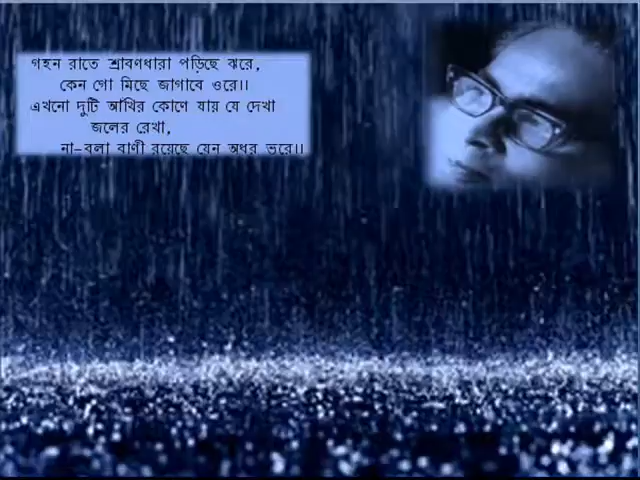 গহন রাতে শ্রাবণধারা পড়িছে ঝরে,
কেন গো মিছে জাগাবে ওরে।।
এখনো দুটি আঁখির কোণে যায় যে দেখা
জলের রেখা,
না-বলা বাণী রয়েছে যেন অধর ভরে।।